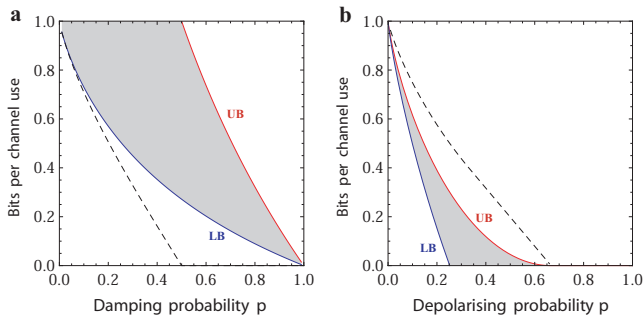 a
Bits per channel use
1.0
0.8
0.6
0.4
0.2
0.0
UB
LB
0.0 0.2 0.4 0.6 0.8 1.0
Damping probability p
b
Bits per channel use
1.0
0.8
0.6
0.4
0.2
0.0
UB
LB
0.0 0.2 0.4 0.6 0.8 1.0
Depolarising probability p